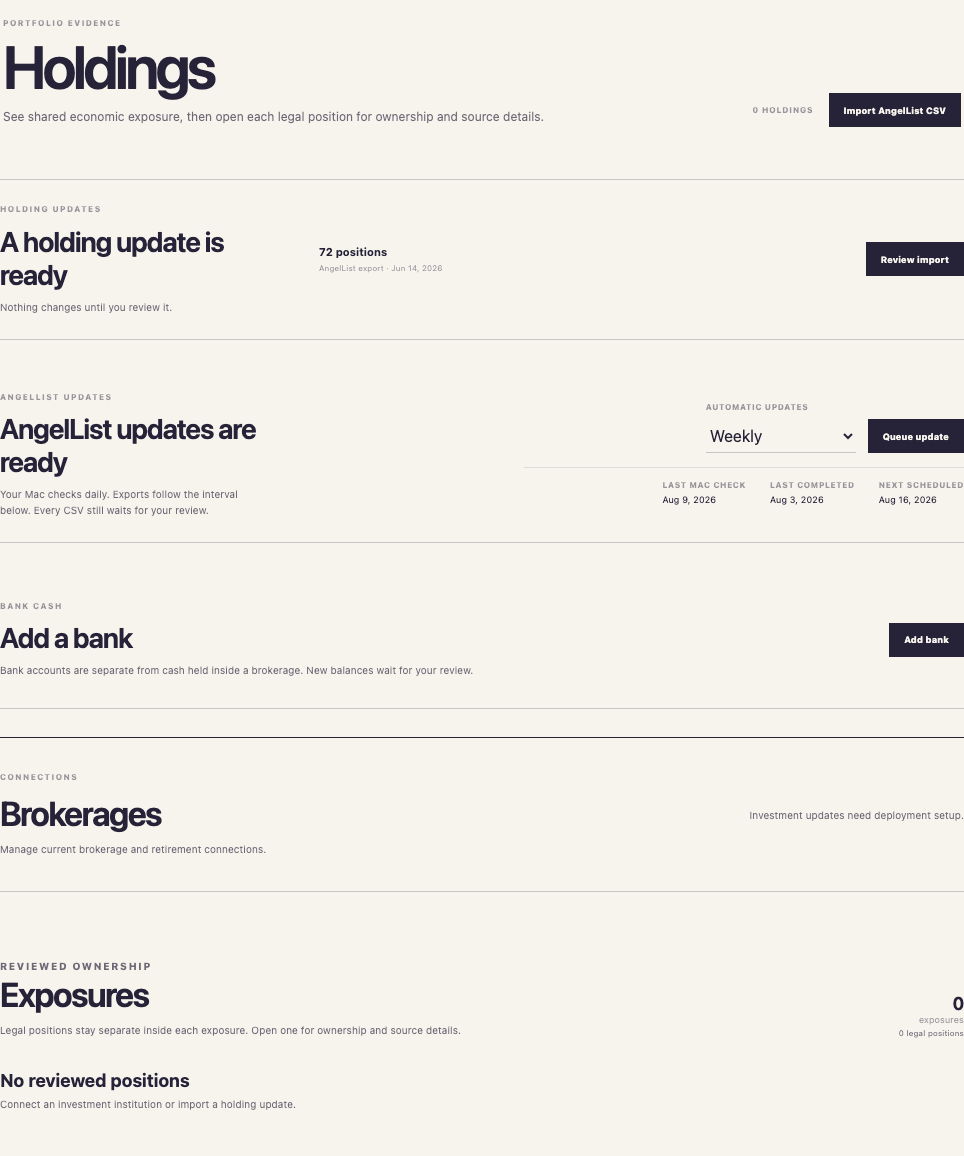 PORTFOLIO EVIDENCE
Holdings
See shared economic exposure, then open each legal position for ownership and source details.
0 HOLDINGS
Import AngelList CSV
HOLDING UPDATES
A holding update is
ready
Nothing changes until you review it.
72 positions
AngelList export · Jun 14, 2026
Review import
ANGELLIST UPDATES
AngelList updates are
ready
Your Mac checks daily. Exports follow the interval
below. Every CSV still waits for your review.
AUTOMATIC UPDATES
Weekly
Queue update
LAST MAC CHECK
Aug 9, 2026
LAST COMPLETED
Aug 3, 2026
NEXT SCHEDULED
Aug 16, 2026
BANK CASH
Add a bank
Bank accounts are separate from cash held inside a brokerage. New balances wait for your review.
Add bank
CONNECTIONS
Brokerages
Manage current brokerage and retirement connections.
Investment updates need deployment setup.
REVIEWED OWNERSHIP
Exposures
Legal positions stay separate inside each exposure. Open one for ownership and source details.
0
exposures
0 legal positions
No reviewed positions
Connect an investment institution or import a holding update.